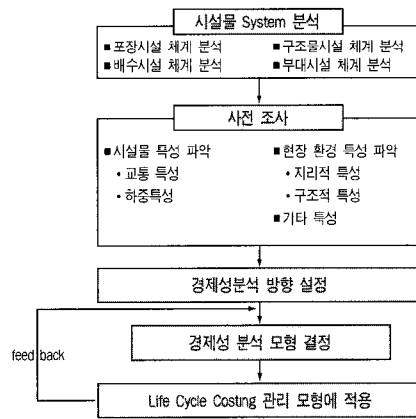 시설물 System 분석
■포장시설 체계 분석 ■구조물시설 체계 분석
■배수시설 체계 분석 ■부대시설 체계 분석
사전 조사
■시설물 특성 파악 ■현장 환경 특성 파악
• 교통 특성 • 지리적 특성
• 하중특성 • 구조적 특성
■기타 특성
경제성분석 방향 설정
경제성 분석 모형 결정
feed back
Life Cycle Costing 관리 모형에 적용